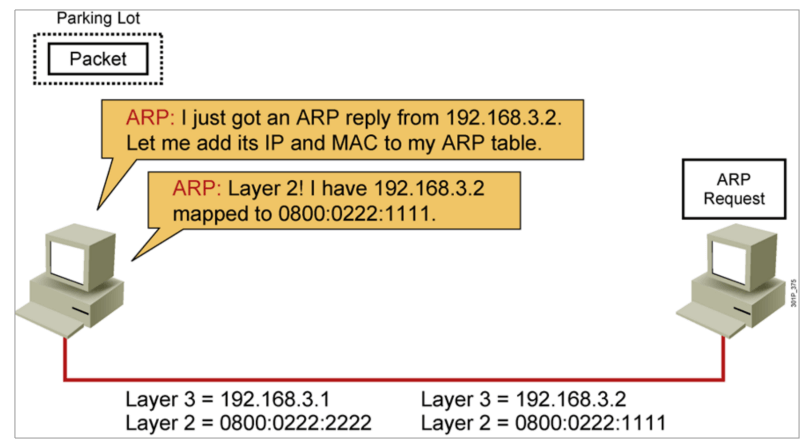 Parking Lot
Packet
ARP: I just got an ARP reply from 192.168.3.2.
Let me add its IP and MAC to my ARP table.
ARP: Layer 2! I have 192.168.3.2
mapped to 0800:0222:1111.
ARP
Request
301P_375
Layer 3 = 192.168.3.1
Layer 2 = 0800:0222:2222
Layer 3 = 192.168.3.2
Layer 2 = 0800:0222:1111